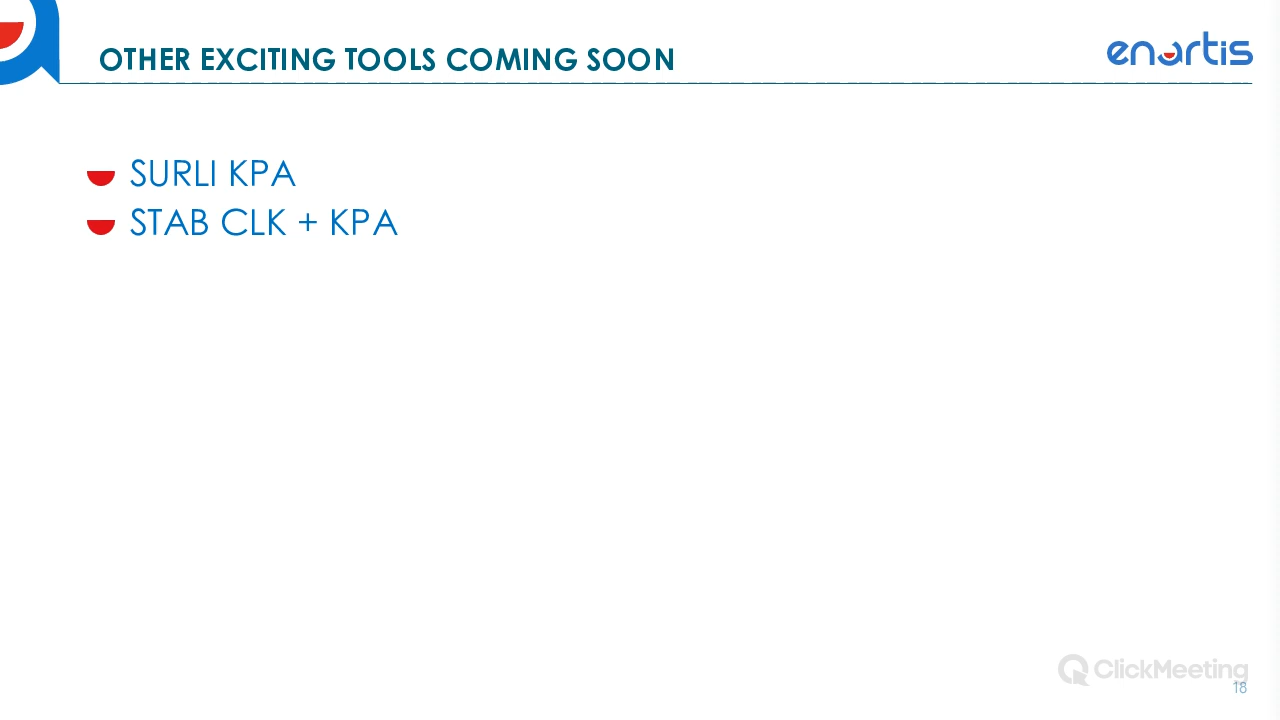 OTHER EXCITING TOOLS COMING SOON
enartis
SURLI KPA
STAB CLK + KPA
ClickMeeting
18